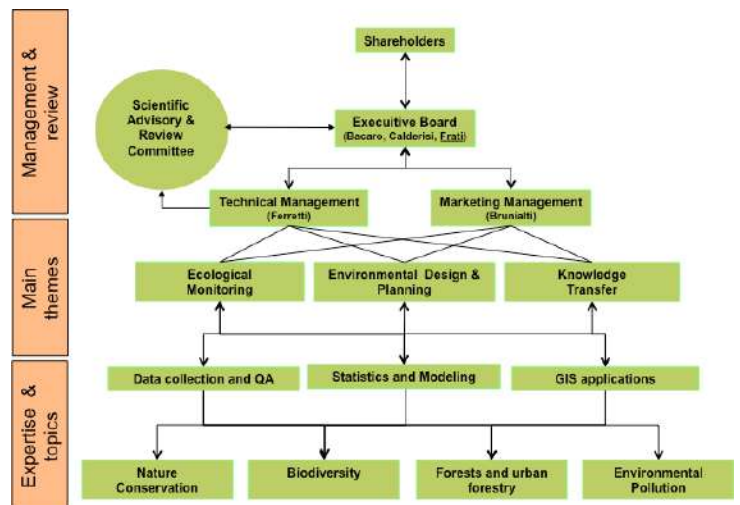 Management &
review
Shareholders
Scientific
Advisory &
Review
Committee
Executive Board
(Bacaro, Calderisi, Frati)
Technical Management
(Ferretti)
Marketing Management
(Brunialti)
Main
themes
Ecological
Monitoring
Environmental Design &
Planning
Knowledge
Transfer
Expertise &
topics
Data collection and QA
Statistics and Modeling
GIS applications
Nature
Conservation
Biodiversity
Forests and urban
forestry
Environmental
Pollution